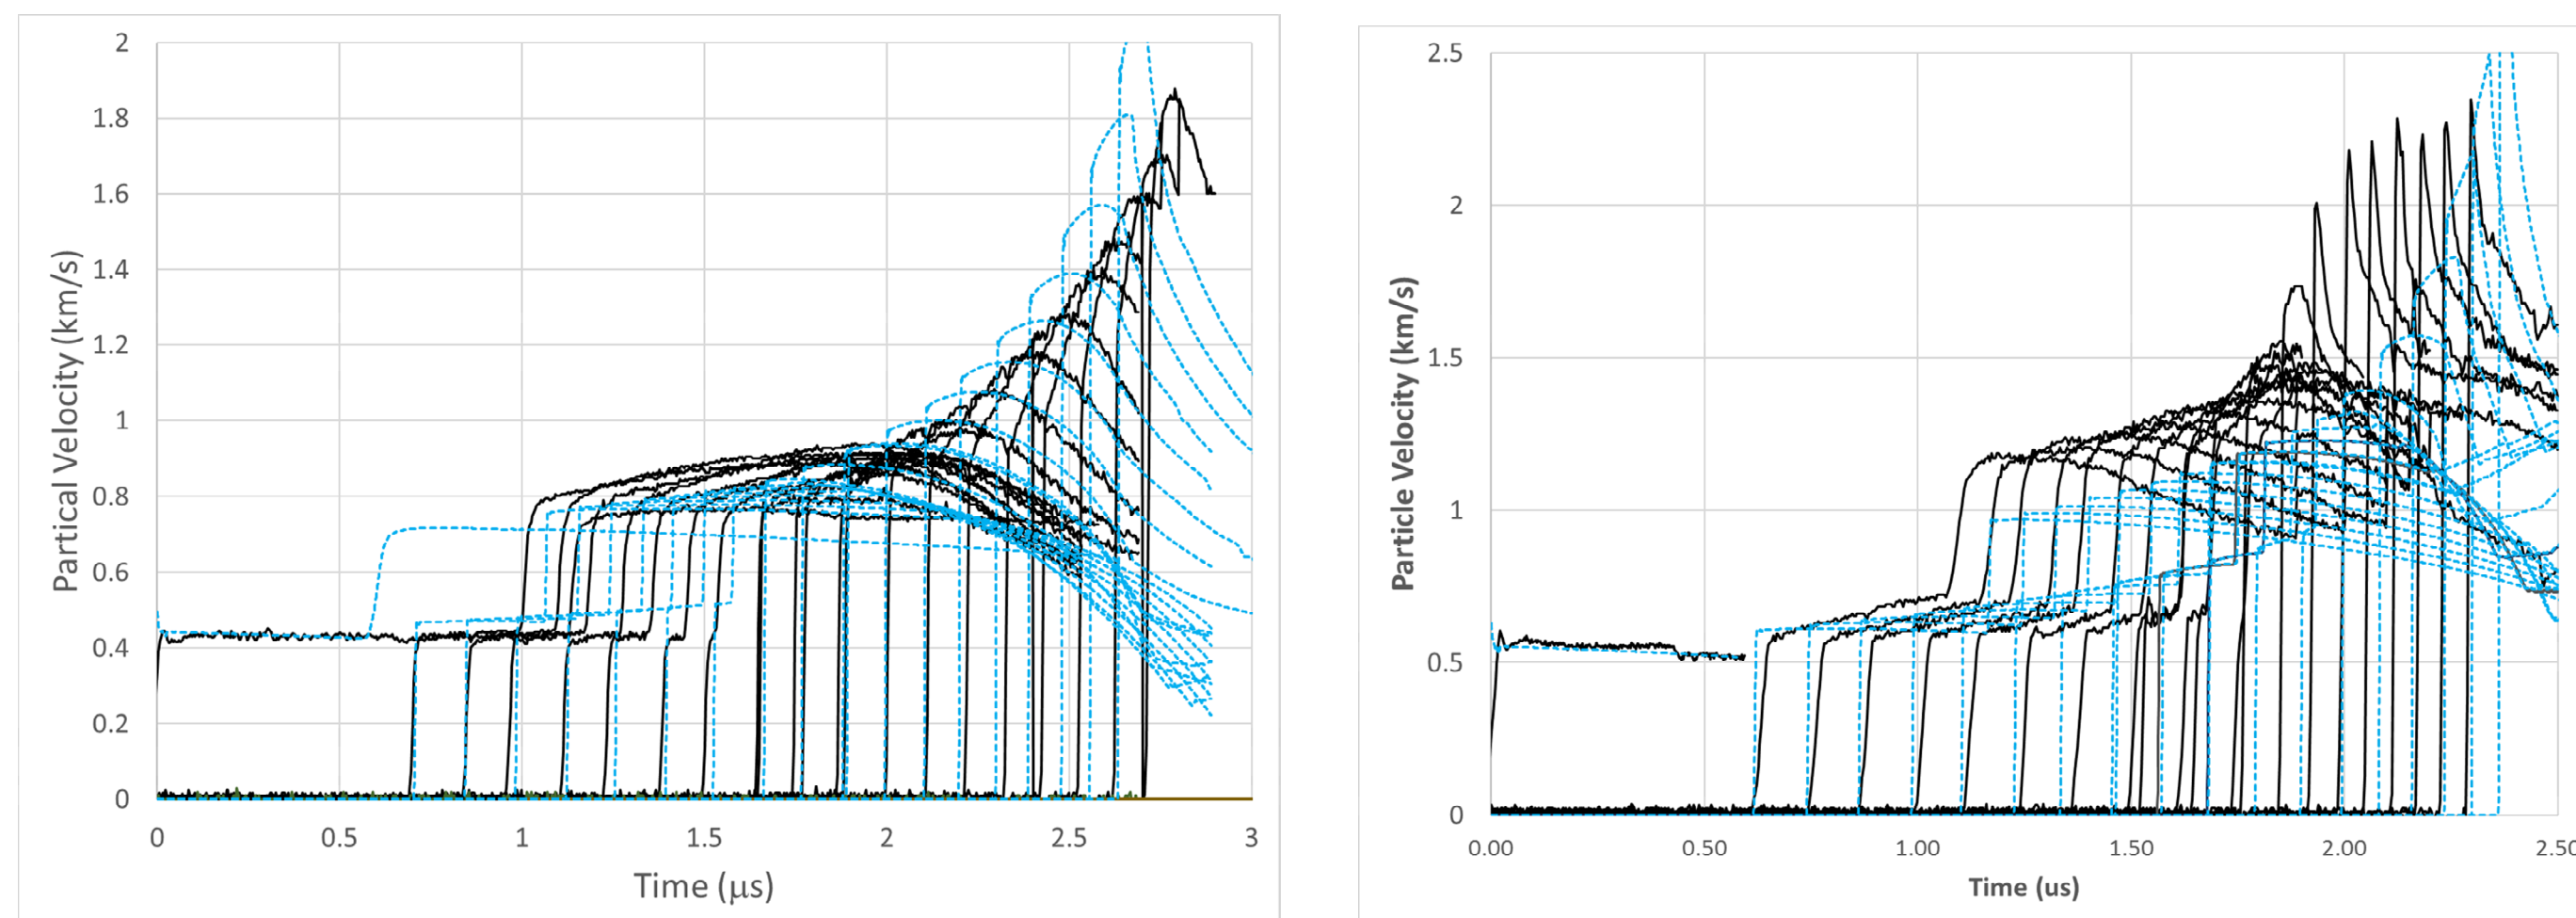 2
1.8
1.6
1.4
1.2
1
0.8
0.6
0.4
0.2
0
Partical Velocity (km/s)
0 0.5 1 1.5 2 2.5 3
Time (μs)
2.5
2
1.5
1
0.5
0
Particle Velocity (km/s)
0.00 0.50 1.00 1.50 2.00 2.50
Time (us)